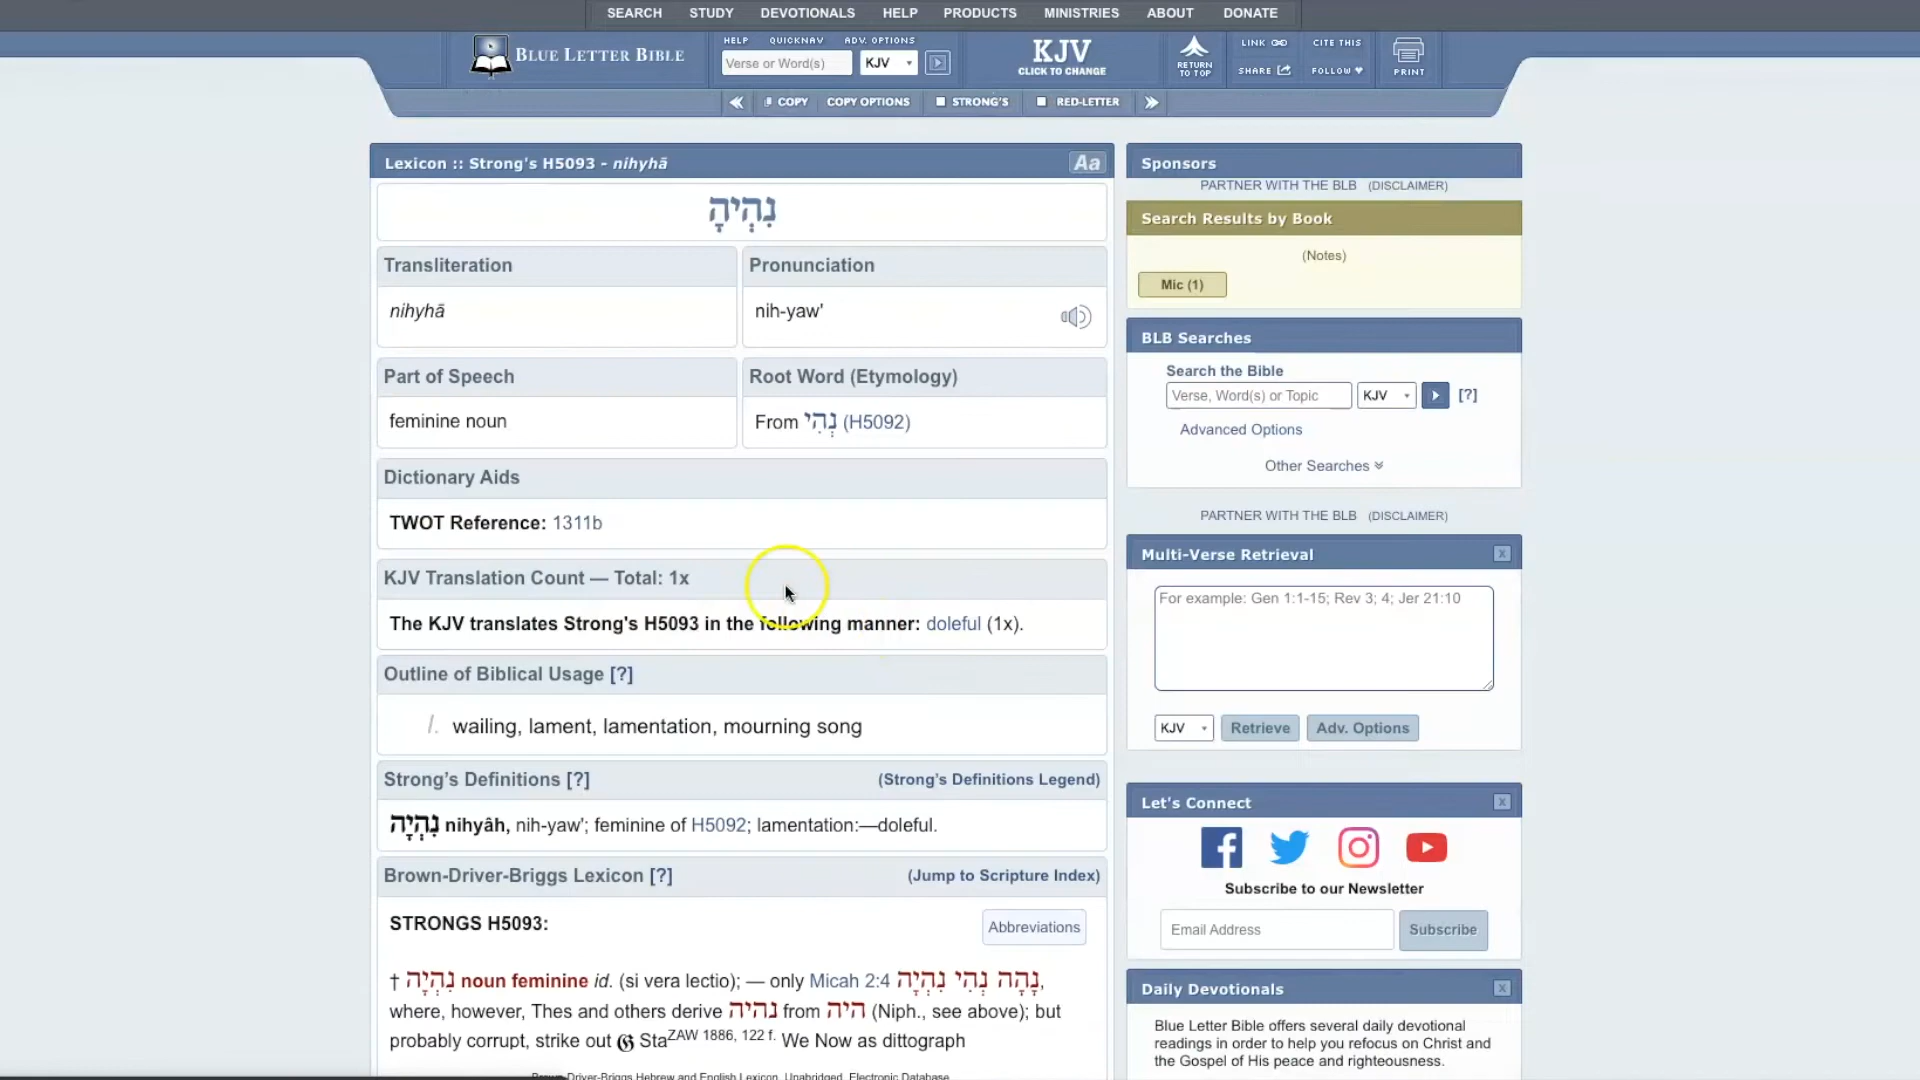 SEARCH STUDY DEVOTIONALS HELP PRODUCTS MINISTRIES ABOUT DONATE
BLUE LETTER BIBLE
HELP QUICKNAV ADV. OPTIONS
Verse or Word(s) KJV
KJV
CLICK TO CHANGE
RETURN
TO TOP
LINK CITE THIS
SHARE FOLLOW
PRINT
COPY COPY OPTIONS STRONG'S RED-LETTER
Lexicon :: Strong's H5093 - nihyhā Aa
נִהְיָה
Transliteration
nihyhā
Pronunciation
nih-yaw'
Part of Speech
feminine noun
Root Word (Etymology)
From נְהִי (H5092)
Dictionary Aids
TWOT Reference: 1311b
KJV Translation Count — Total: 1x
The KJV translates Strong's H5093 in the following manner: doleful (1x).
Outline of Biblical Usage [?]
I. wailing, lament, lamentation, mourning song
Strong's Definitions [?] (Strong's Definitions Legend)
נִהְיָה nihyâh, nih-yaw'; feminine of H5092; lamentation:—doleful.
Brown-Driver-Briggs Lexicon [?] (Jump to Scripture Index)
STRONGS H5093:
Abbreviations
† נִהְיָה noun feminine id. (si vera lectio); — only Micah 2:4 נָהָה נְהִי נִהְיָה,
where, however, Thes and others derive נהיה from היה (Niph., see above); but
probably corrupt, strike out 𝔊 StaZAW 1886, 122 f. We Now as dittograph
Brown-Driver-Briggs Hebrew and English Lexicon, Unabridged, Electronic Database
Sponsors
PARTNER WITH THE BLB (DISCLAIMER)
Search Results by Book
(Notes)
Mic (1)
BLB Searches
Search the Bible
Verse, Word(s) or Topic KJV [?]
Advanced Options
Other Searches
PARTNER WITH THE BLB (DISCLAIMER)
Multi-Verse Retrieval x
For example: Gen 1:1-15; Rev 3; 4; Jer 21:10
KJV Retrieve Adv. Options
Let's Connect x
Subscribe to our Newsletter
Email Address Subscribe
Daily Devotionals x
Blue Letter Bible offers several daily devotional
readings in order to help you refocus on Christ and
the Gospel of His peace and righteousness.